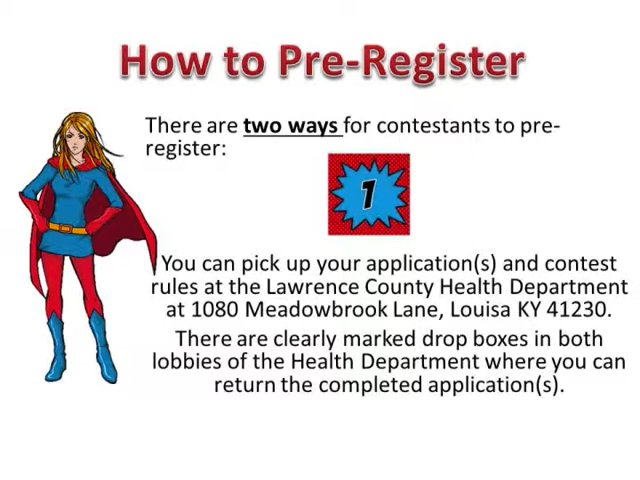 How to Pre-Register
There are two ways for contestants to pre-
register:
1
You can pick up your application(s) and contest
rules at the Lawrence County Health Department
at 1080 Meadowbrook Lane, Louisa KY 41230.
There are clearly marked drop boxes in both
lobbies of the Health Department where you can
return the completed application(s).